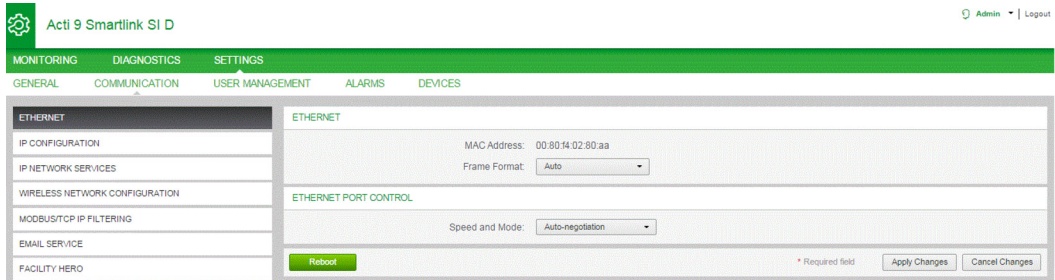 Acti 9 Smartlink SI D
Admin | Logout
MONITORING DIAGNOSTICS SETTINGS
GENERAL COMMUNICATION USER MANAGEMENT ALARMS DEVICES
ETHERNET
IP CONFIGURATION
IP NETWORK SERVICES
WIRELESS NETWORK CONFIGURATION
MODBUS/TCP IP FILTERING
EMAIL SERVICE
FACILITY HERO
ETHERNET
MAC Address: 00:80:f4:02:80:aa
Frame Format: Auto
ETHERNET PORT CONTROL
Speed and Mode: Auto-negotiation
Reboot * Required field Apply Changes Cancel Changes